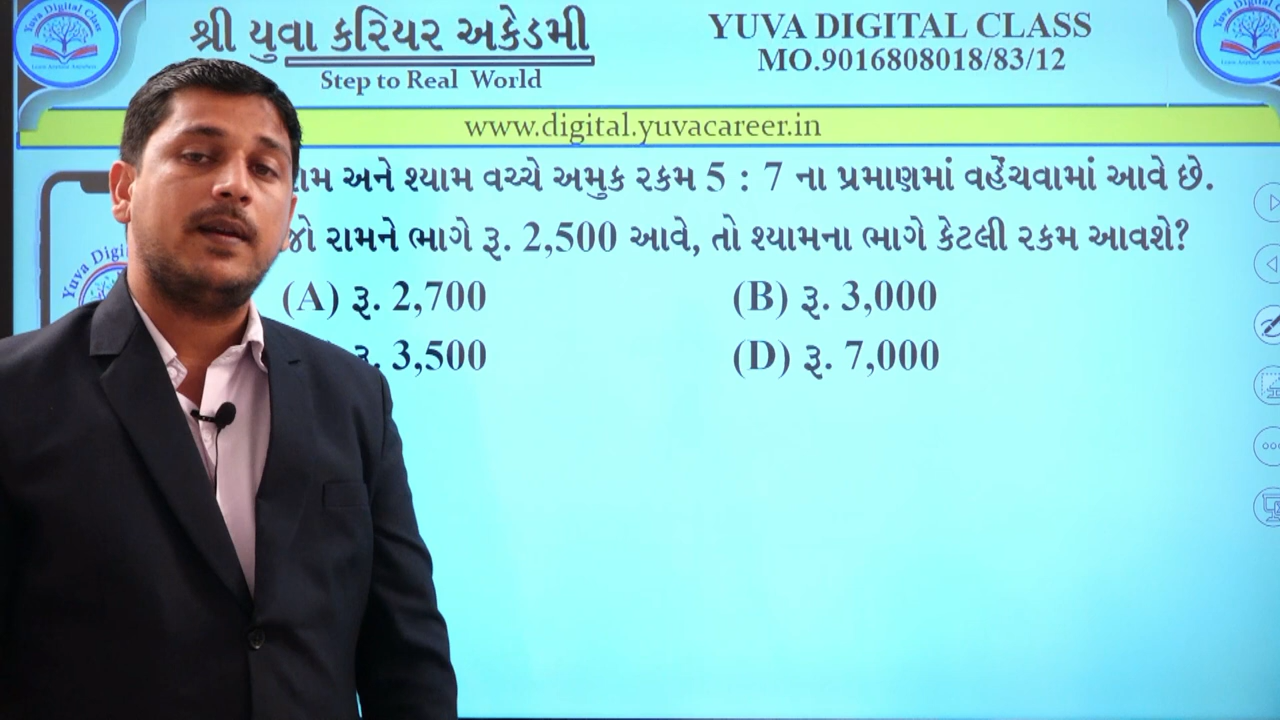 શ્રી યુવા કરિયર અકેડમી
Step to Real World
YUVA DIGITAL CLASS
MO.9016808018/83/12
www.digital.yuvacareer.in
અને શ્યામ વચ્ચે અમુક રકમ 5 : 7 ના પ્રમાણમાં વહેંચવામાં આવે છે.
જો રામને ભાગે રૂ. 2,500 આવે, તો શ્યામના ભાગે કેટલી રકમ આવશે?
(A) રૂ. 2,700
(B) રૂ. 3,000
રૂ. 3,500
(D) રૂ. 7,000
Yuva Digi